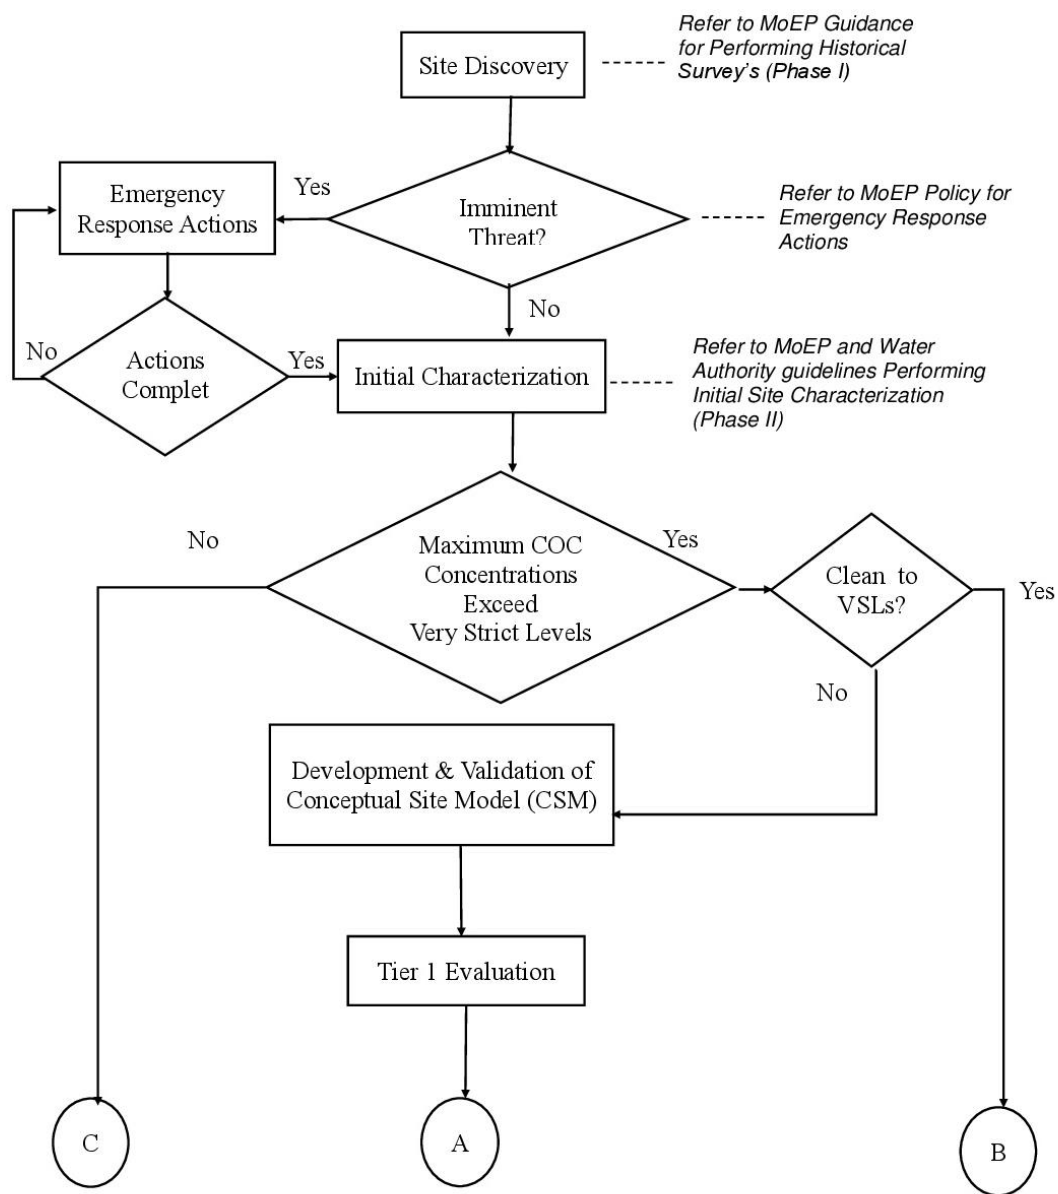 Site Discovery
Refer to MoEP Guidance
for Performing Historical
Survey's (Phase I)
Emergency
Response Actions
Yes
Imminent
Threat?
Refer to MoEP Policy for
Emergency Response
Actions
No
No
Actions
Complet
Yes
Initial Characterization
Refer to MoEP and Water
Authority guidelines Performing
Initial Site Characterization
(Phase II)
No
Maximum COC
Concentrations
Exceed
Very Strict Levels
Yes
Clean to
VSLs?
Yes
No
Development & Validation of
Conceptual Site Model (CSM)
Tier 1 Evaluation
C
A
B